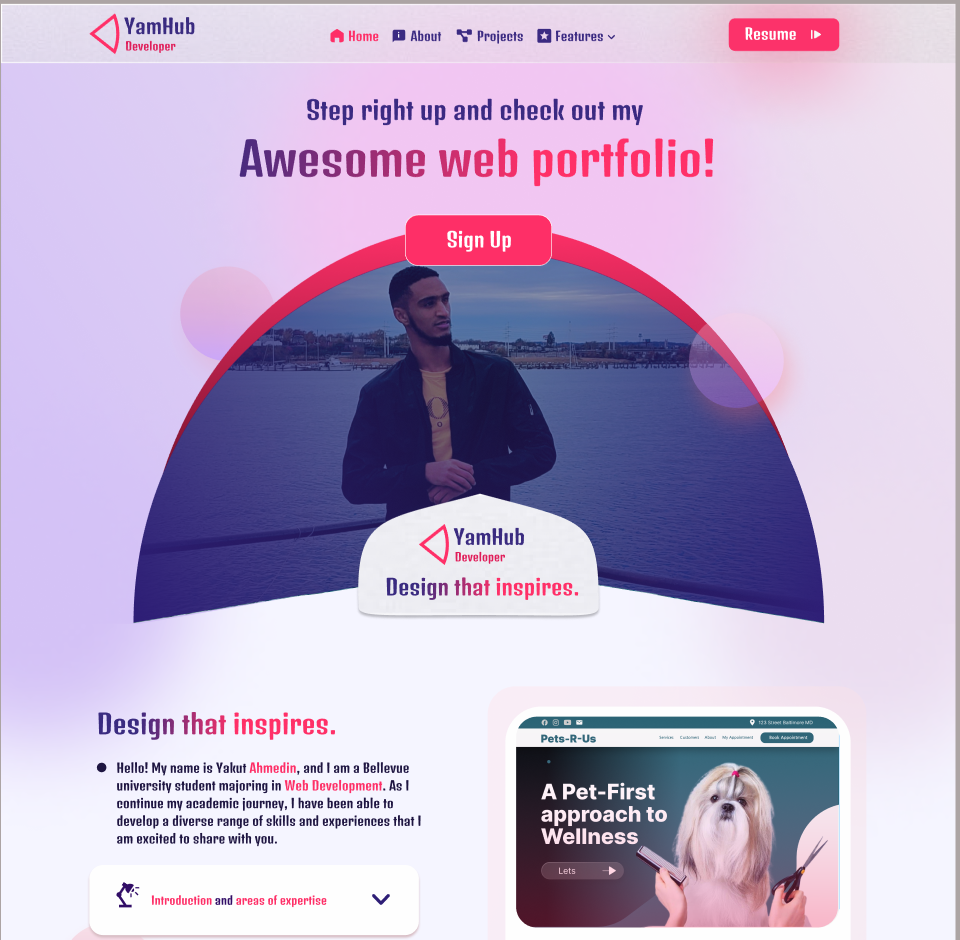 YamHub
Developer
Home About Projects Features
Resume
Step right up and check out my
Awesome web portfolio!
Sign Up
YamHub
Developer
Design that inspires.
Design that inspires.
Hello! My name is Yakut Ahmedin, and I am a Bellevue
university student majoring in Web Development. As I
continue my academic journey, I have been able to
develop a diverse range of skills and experiences that I
am excited to share with you.
Introduction and areas of expertise
123 Street Baltimore MD
Pets-R-Us
Services Customers About My Appointment Book Appointment
A Pet-First
approach to
Wellness
Lets